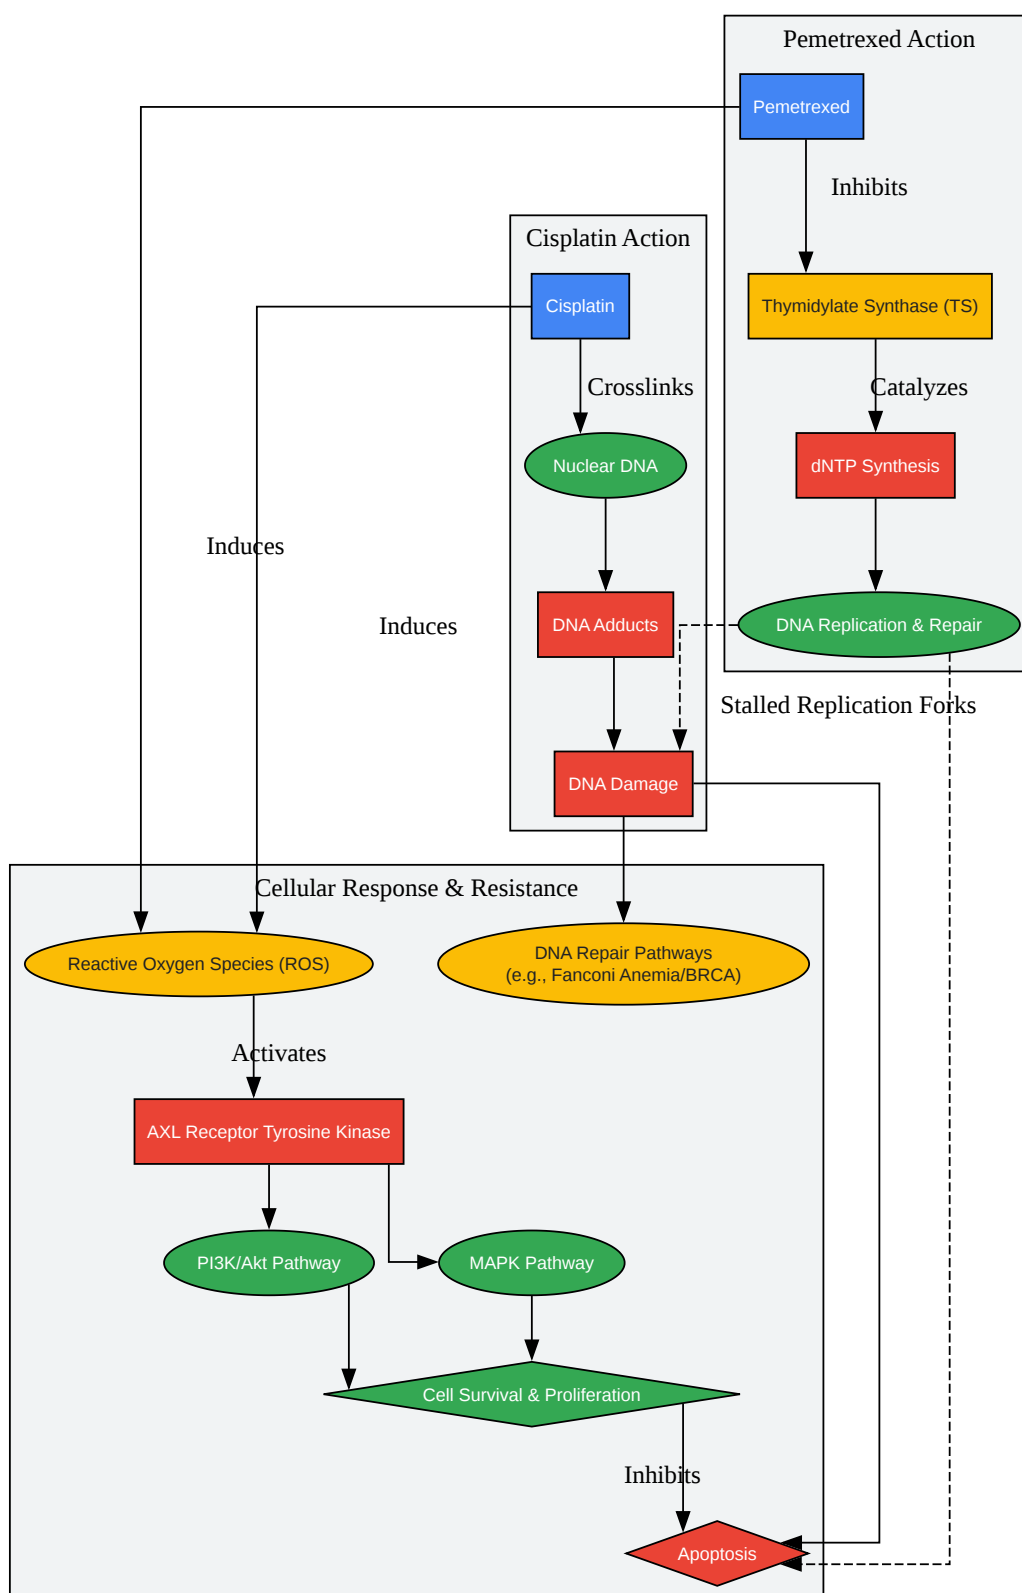 Pemetrexed Action
Pemetrexed
Inhibits
Cisplatin Action
Cisplatin
Thymidylate Synthase (TS)
Crosslinks
Catalyzes
Nuclear DNA
dNTP Synthesis
Induces
Induces
DNA Adducts
DNA Replication & Repair
Stalled Replication Forks
DNA Damage
Cellular Response & Resistance
Reactive Oxygen Species (ROS)
DNA Repair Pathways
(e.g., Fanconi Anemia/BRCA)
Activates
AXL Receptor Tyrosine Kinase
PI3K/Akt Pathway
MAPK Pathway
Cell Survival & Proliferation
Inhibits
Apoptosis